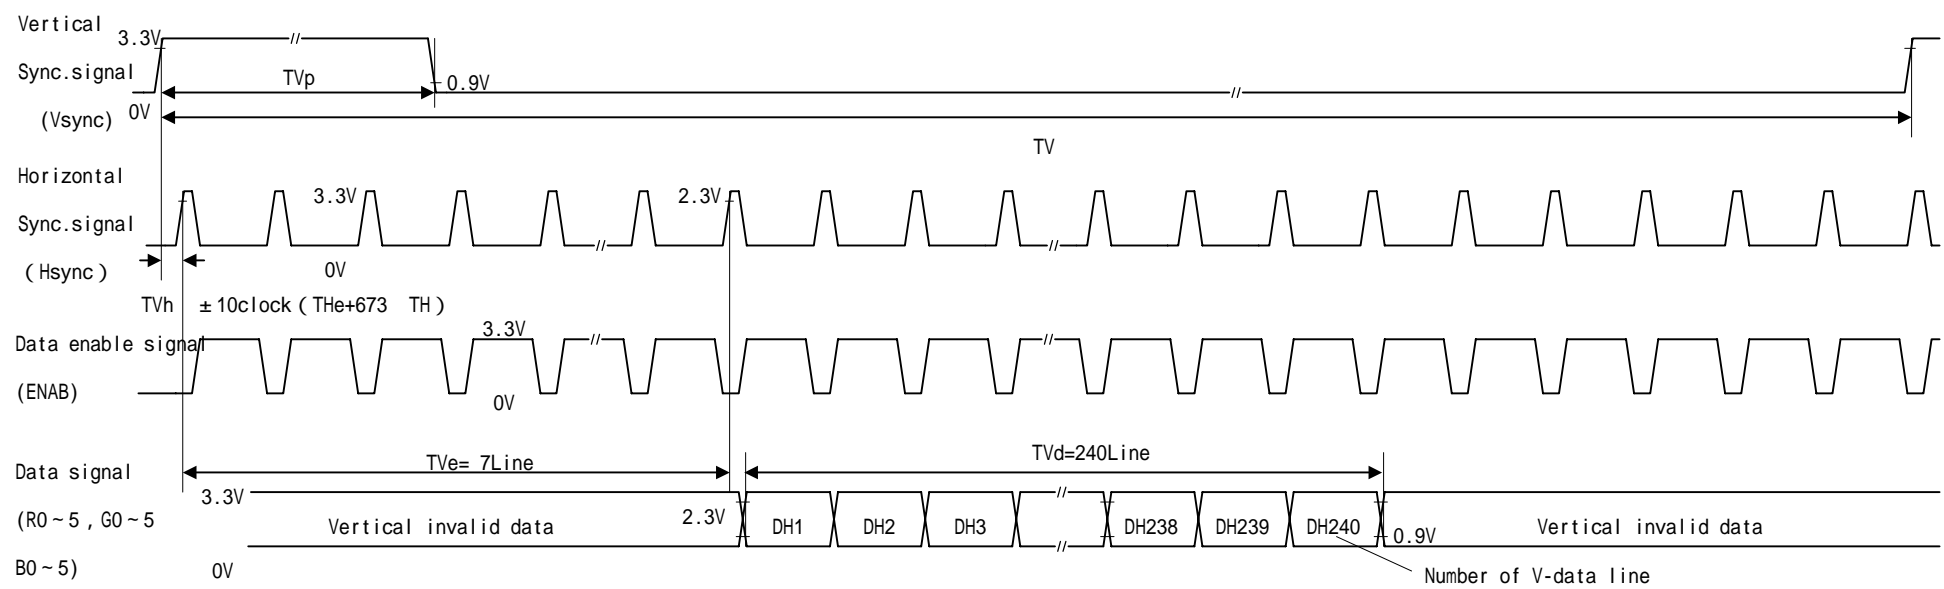 Vertical
3.3V
Sync.signal
TVp
0.9V
(Vsync)
0V
TV
Horizontal
3.3V
2.3V
Sync.signal
(Hsync)
0V
TVh ±10clock(THe+673 TH)
3.3V
Data enable signal
(ENAB)
0V
TVe= 7Line
TVd=240Line
Data signal
3.3V
(R0~5,G0~5
Vertical invalid data
2.3V
DH1 DH2 DH3 DH238 DH239 DH240
0.9V
Vertical invalid data
B0~5)
0V
Number of V-data line